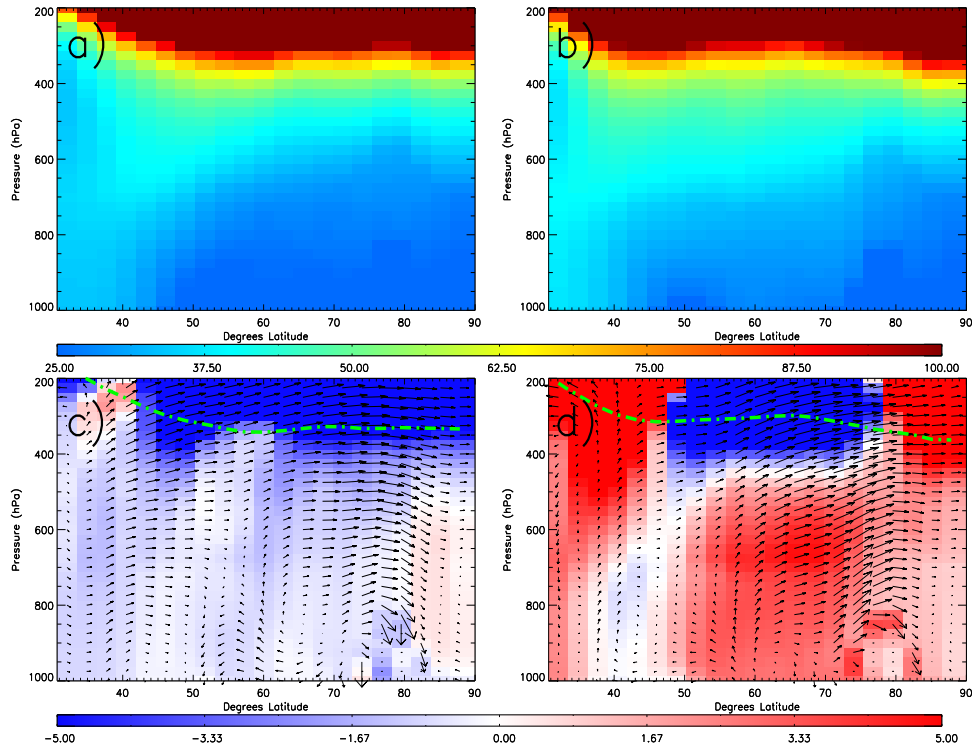 200 200
a) b)
400 400
Pressure (hPa) Pressure (hPa)
600 600
800 800
1000 1000
40 50 60 70 80 90 40 50 60 70 80 90
Degrees Latitude Degrees Latitude
25.00 37.50 50.00 62.50 75.00 87.50 100.00
200 200
c) d)
400 400
Pressure (hPa) Pressure (hPa)
600 600
800 800
1000 1000
40 50 60 70 80 90 40 50 60 70 80 90
Degrees Latitude Degrees Latitude
-5.00 -3.33 -1.67 0.00 1.67 3.33 5.00